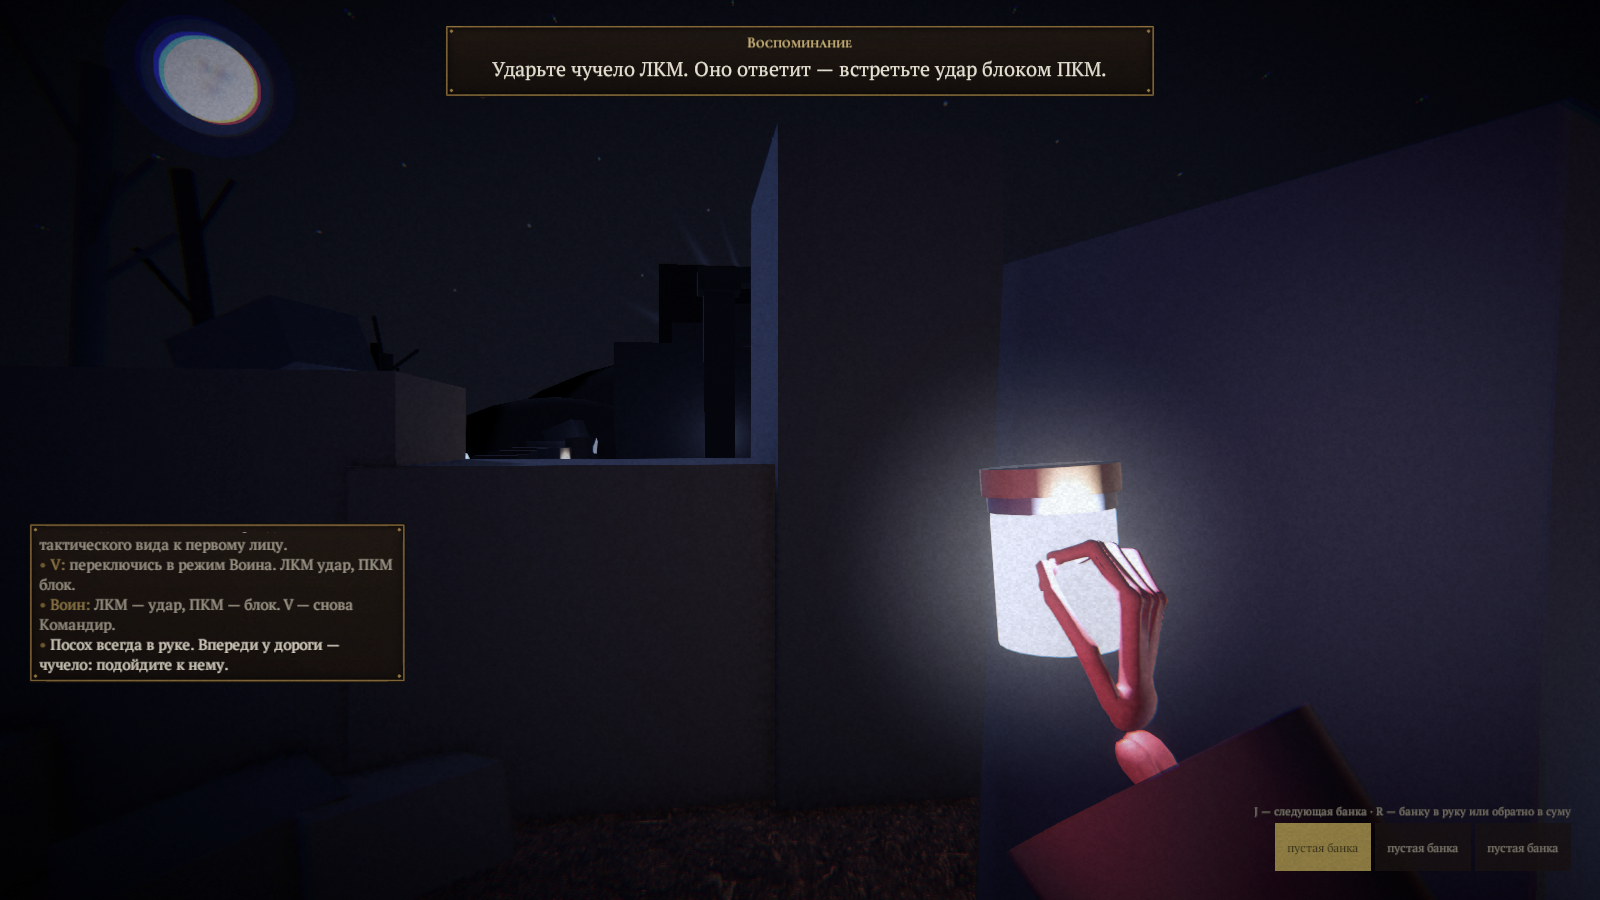 Воспоминание
Ударьте чучело ЛКМ. Оно ответит — встретьте удар блоком ПКМ.
тактического вида к первому лицу.
• V: переключись в режим Воина. ЛКМ удар, ПКМ
блок.
• Воин: ЛКМ — удар, ПКМ — блок. V — снова
Командир.
• Посох всегда в руке. Впереди у дороги —
чучело: подойдите к нему.
J — следующая банка · R — банку в руку или обратно в суму
пустая банка пустая банка пустая банка